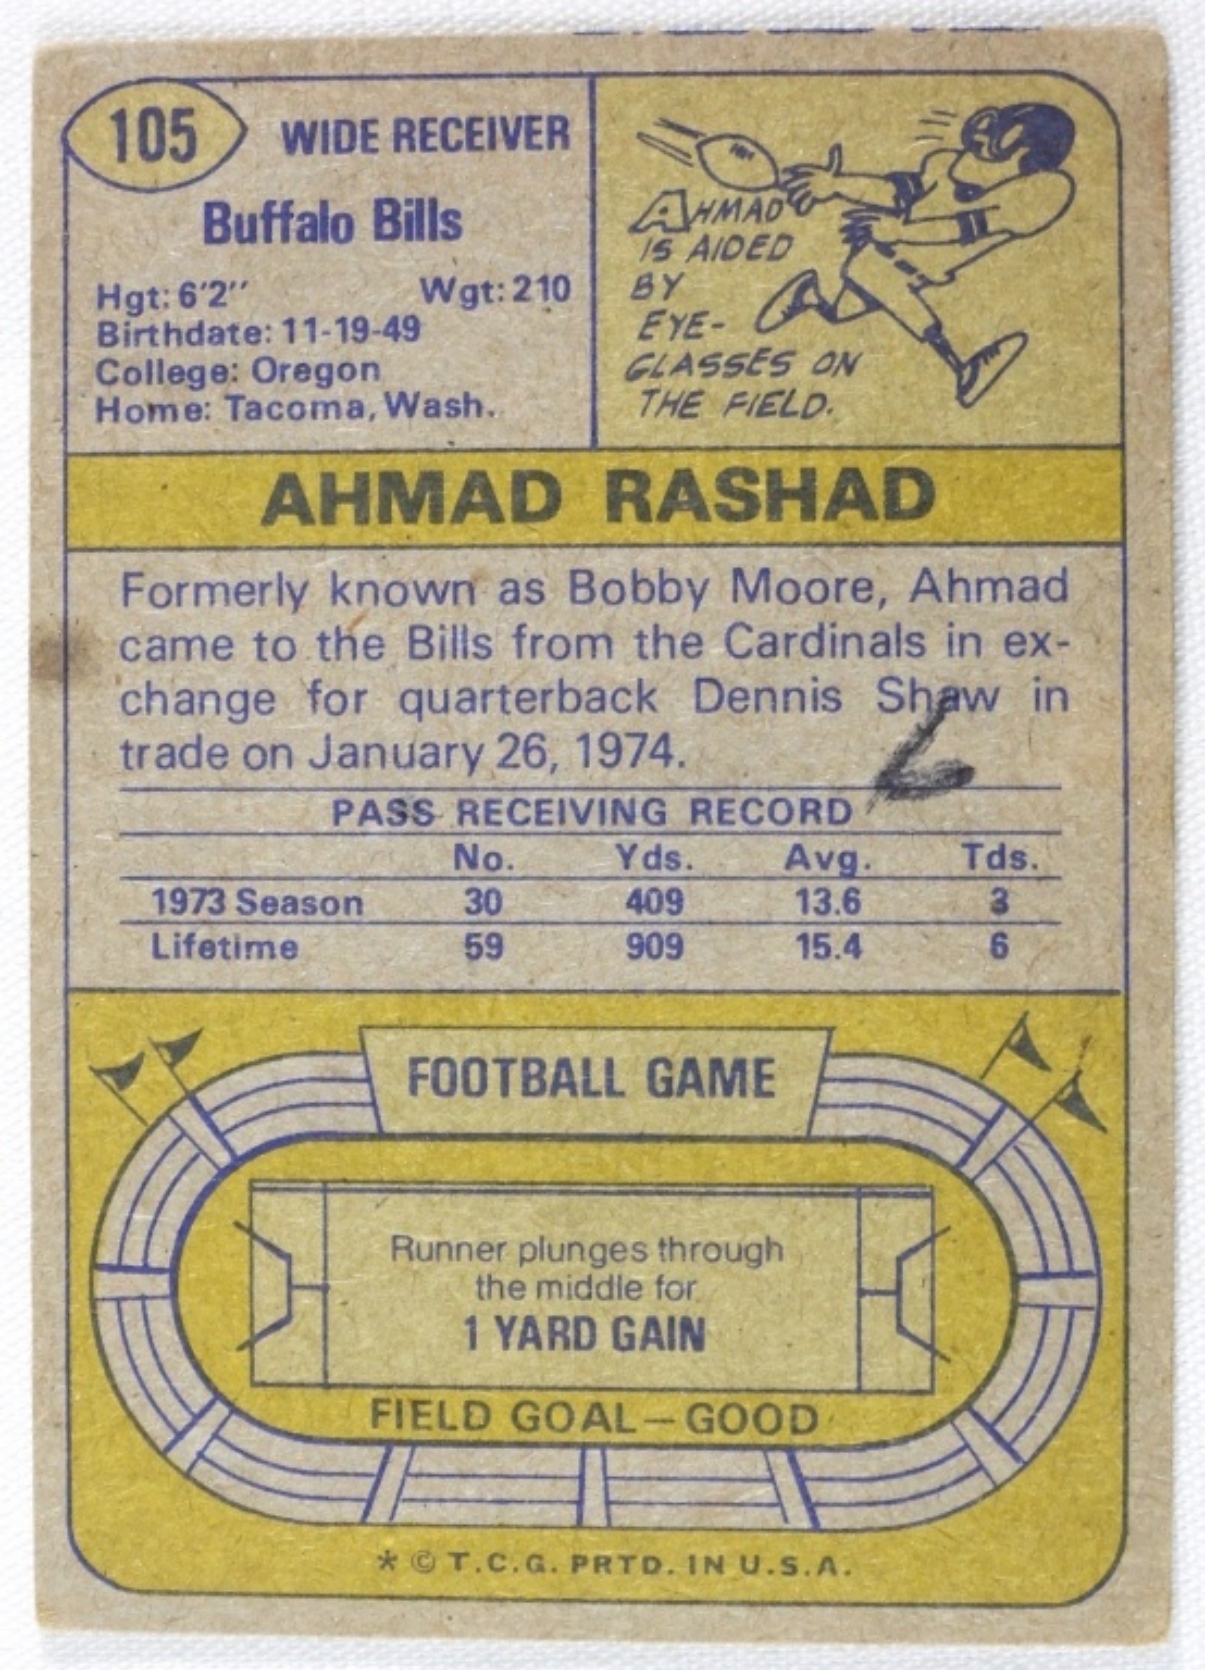 105 WIDE RECEIVER
Buffalo Bills
Hgt: 6'2" Wgt: 210
Birthdate: 11-19-49
College: Oregon
Home: Tacoma, Wash.
AHMAD
IS AIDED
BY
EYE-
GLASSES ON
THE FIELD.
AHMAD RASHAD
Formerly known as Bobby Moore, Ahmad
came to the Bills from the Cardinals in ex-
change for quarterback Dennis Shaw in
trade on January 26, 1974.
PASS RECEIVING RECORD
No. Yds. Avg. Tds.
1973 Season 30 409 13.6 3
Lifetime 59 909 15.4 6
FOOTBALL GAME
Runner plunges through
the middle for
1 YARD GAIN
FIELD GOAL—GOOD
* © T.C.G. PRTD. IN U.S.A.